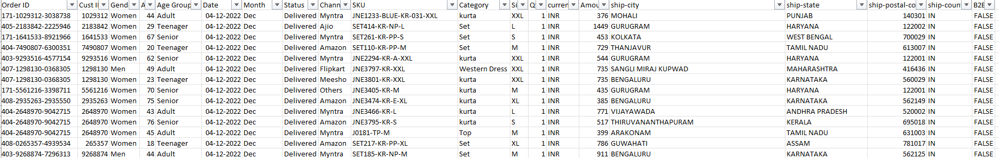 Order ID Cust I Gend A Age Group Date Month Status Chann SKU Category Si Q curren Amou ship-city ship-state ship-postal-co ship-coun B2B
171-1029312-3038738 1029312 Women 44 Adult 04-12-2022 Dec Delivered Myntra JNE1233-BLUE-KR-031-XXL kurta XXL 1 INR 376 MOHALI PUNJAB 140301 IN FALSE
405-2183842-2225946 2183842 Women 29 Teenager 04-12-2022 Dec Delivered Ajio SET414-KR-NP-L Set L 1 INR 1449 GURUGRAM HARYANA 122002 IN FALSE
171-1641533-8921966 1641533 Women 67 Senior 04-12-2022 Dec Delivered Myntra SET261-KR-PP-S Set S 1 INR 453 KOLKATA WEST BENGAL 700029 IN FALSE
404-7490807-6300351 7490807 Women 20 Teenager 04-12-2022 Dec Delivered Amazon SET110-KR-PP-M Set M 1 INR 729 THANJAVUR TAMIL NADU 613007 IN FALSE
403-9293516-4577154 9293516 Women 62 Senior 04-12-2022 Dec Delivered Myntra JNE2294-KR-A-XXL kurta XXL 1 INR 544 GURUGRAM HARYANA 122001 IN FALSE
407-1298130-0368305 1298130 Men 49 Adult 04-12-2022 Dec Delivered Flipkart JNE3797-KR-XXL Western Dress XXL 1 INR 735 SANGLI MIRAJ KUPWAD MAHARASHTRA 416436 IN FALSE
407-1298130-0368305 1298130 Women 23 Teenager 04-12-2022 Dec Delivered Meesho JNE3801-KR-XXL kurta XXL 1 INR 735 BENGALURU KARNATAKA 560029 IN FALSE
171-5561216-3398711 5561216 Women 70 Senior 04-12-2022 Dec Delivered Others JNE3405-KR-M kurta M 1 INR 435 GURUGRAM HARYANA 122001 IN FALSE
408-2935263-2935550 2935263 Women 75 Senior 04-12-2022 Dec Delivered Amazon JNE3474-KR-E-XL kurta XL 1 INR 385 BENGALURU KARNATAKA 562149 IN FALSE
404-2648970-9042715 2648970 Women 43 Adult 04-12-2022 Dec Delivered Myntra JNE3466-KR-L kurta L 1 INR 771 VIJAYAWADA ANDHRA PRADESH 520002 IN FALSE
404-2648970-9042715 2648970 Women 76 Senior 04-12-2022 Dec Delivered Amazon JNE3795-KR-S kurta S 1 INR 517 THIRUVANANTHAPURAM KERALA 695018 IN FALSE
404-2648970-9042715 2648970 Women 45 Adult 04-12-2022 Dec Delivered Myntra J0181-TP-M Top M 1 INR 399 ARAKONAM TAMIL NADU 631003 IN FALSE
408-0265357-4939534 265357 Women 18 Teenager 04-12-2022 Dec Delivered Amazon SET217-KR-PP-XL Set XL 1 INR 786 GUWAHATI ASSAM 781017 IN FALSE
403-9268874-7296313 9268874 Men 44 Adult 04-12-2022 Dec Delivered Myntra SET185-KR-NP-M Set M 1 INR 911 BENGALURU KARNATAKA 562125 IN FALSE